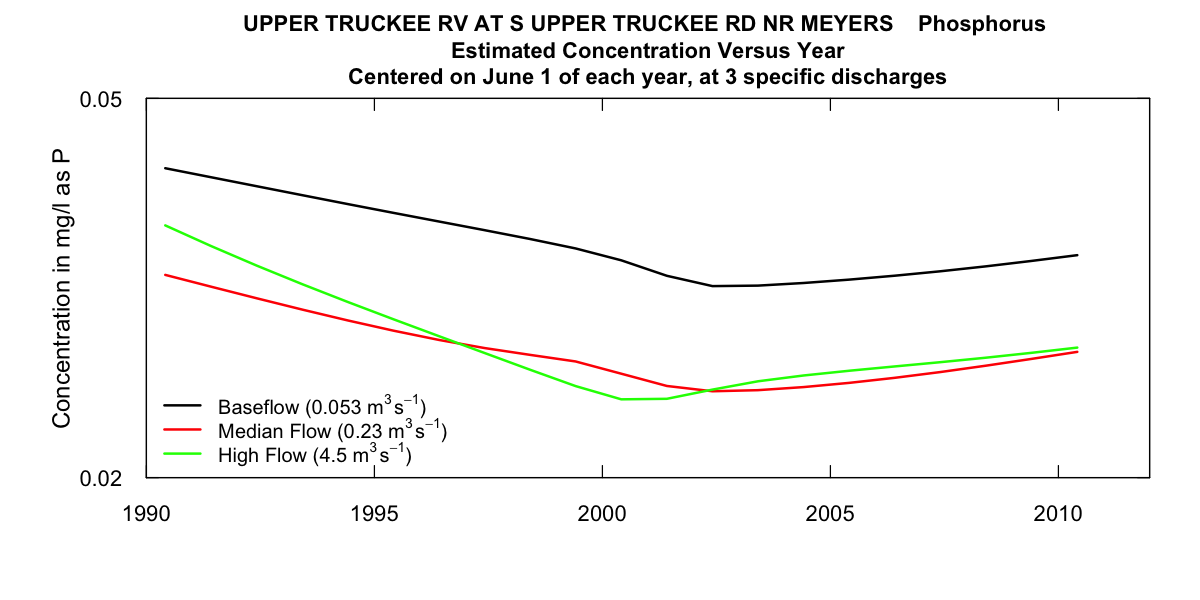 UPPER TRUCKEE RV AT S UPPER TRUCKEE RD NR MEYERS Phosphorus
Estimated Concentration Versus Year
Centered on June 1 of each year, at 3 specific discharges
0.05
Concentration in mg/l as P
Baseflow (0.053 m³s⁻¹)
Median Flow (0.23 m³s⁻¹)
High Flow (4.5 m³s⁻¹)
0.02
1990 1995 2000 2005 2010